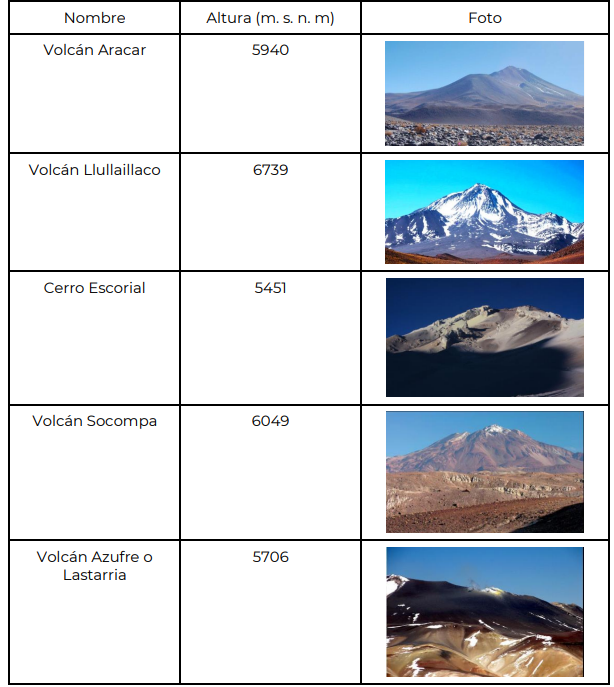 Nombre
Altura (m. s. n. m)
Foto
Volcán Aracar
5940
Volcán Llullaillaco
6739
Cerro Escorial
5451
Volcán Socompa
6049
Volcán Azufre o
Lastarria
5706